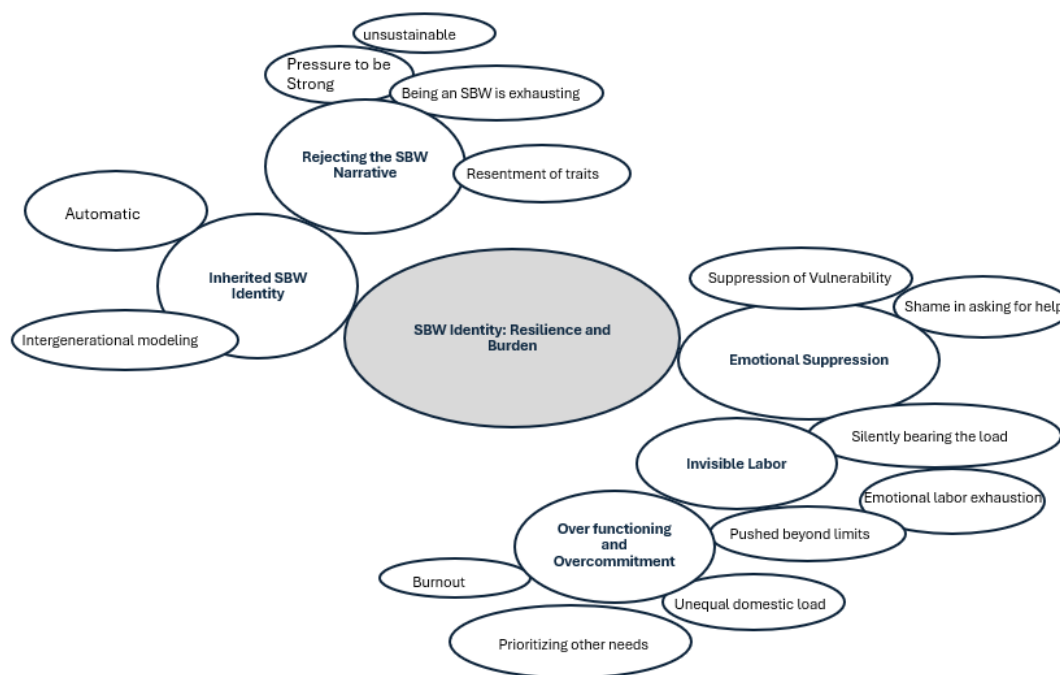 unsustainable
Pressure to be
Strong
Being an SBW is exhausting
Rejecting the SBW
Narrative
Resentment of traits
Automatic
Inherited SBW
Identity
Intergenerational modeling
SBW Identity: Resilience and
Burden
Suppression of Vulnerability
Shame in asking for help
Emotional Suppression
Silently bearing the load
Invisible Labor
Emotional labor exhaustion
Over functioning
and
Overcommitment
Pushed beyond limits
Burnout
Unequal domestic load
Prioritizing other needs